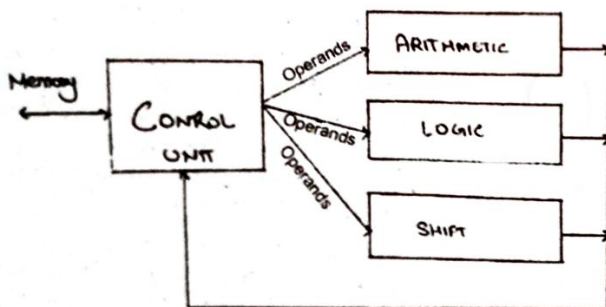 Memory
CONTROL
UNIT
Operands
Operands
Operands
ARITHMETIC
LOGIC
SHIFT